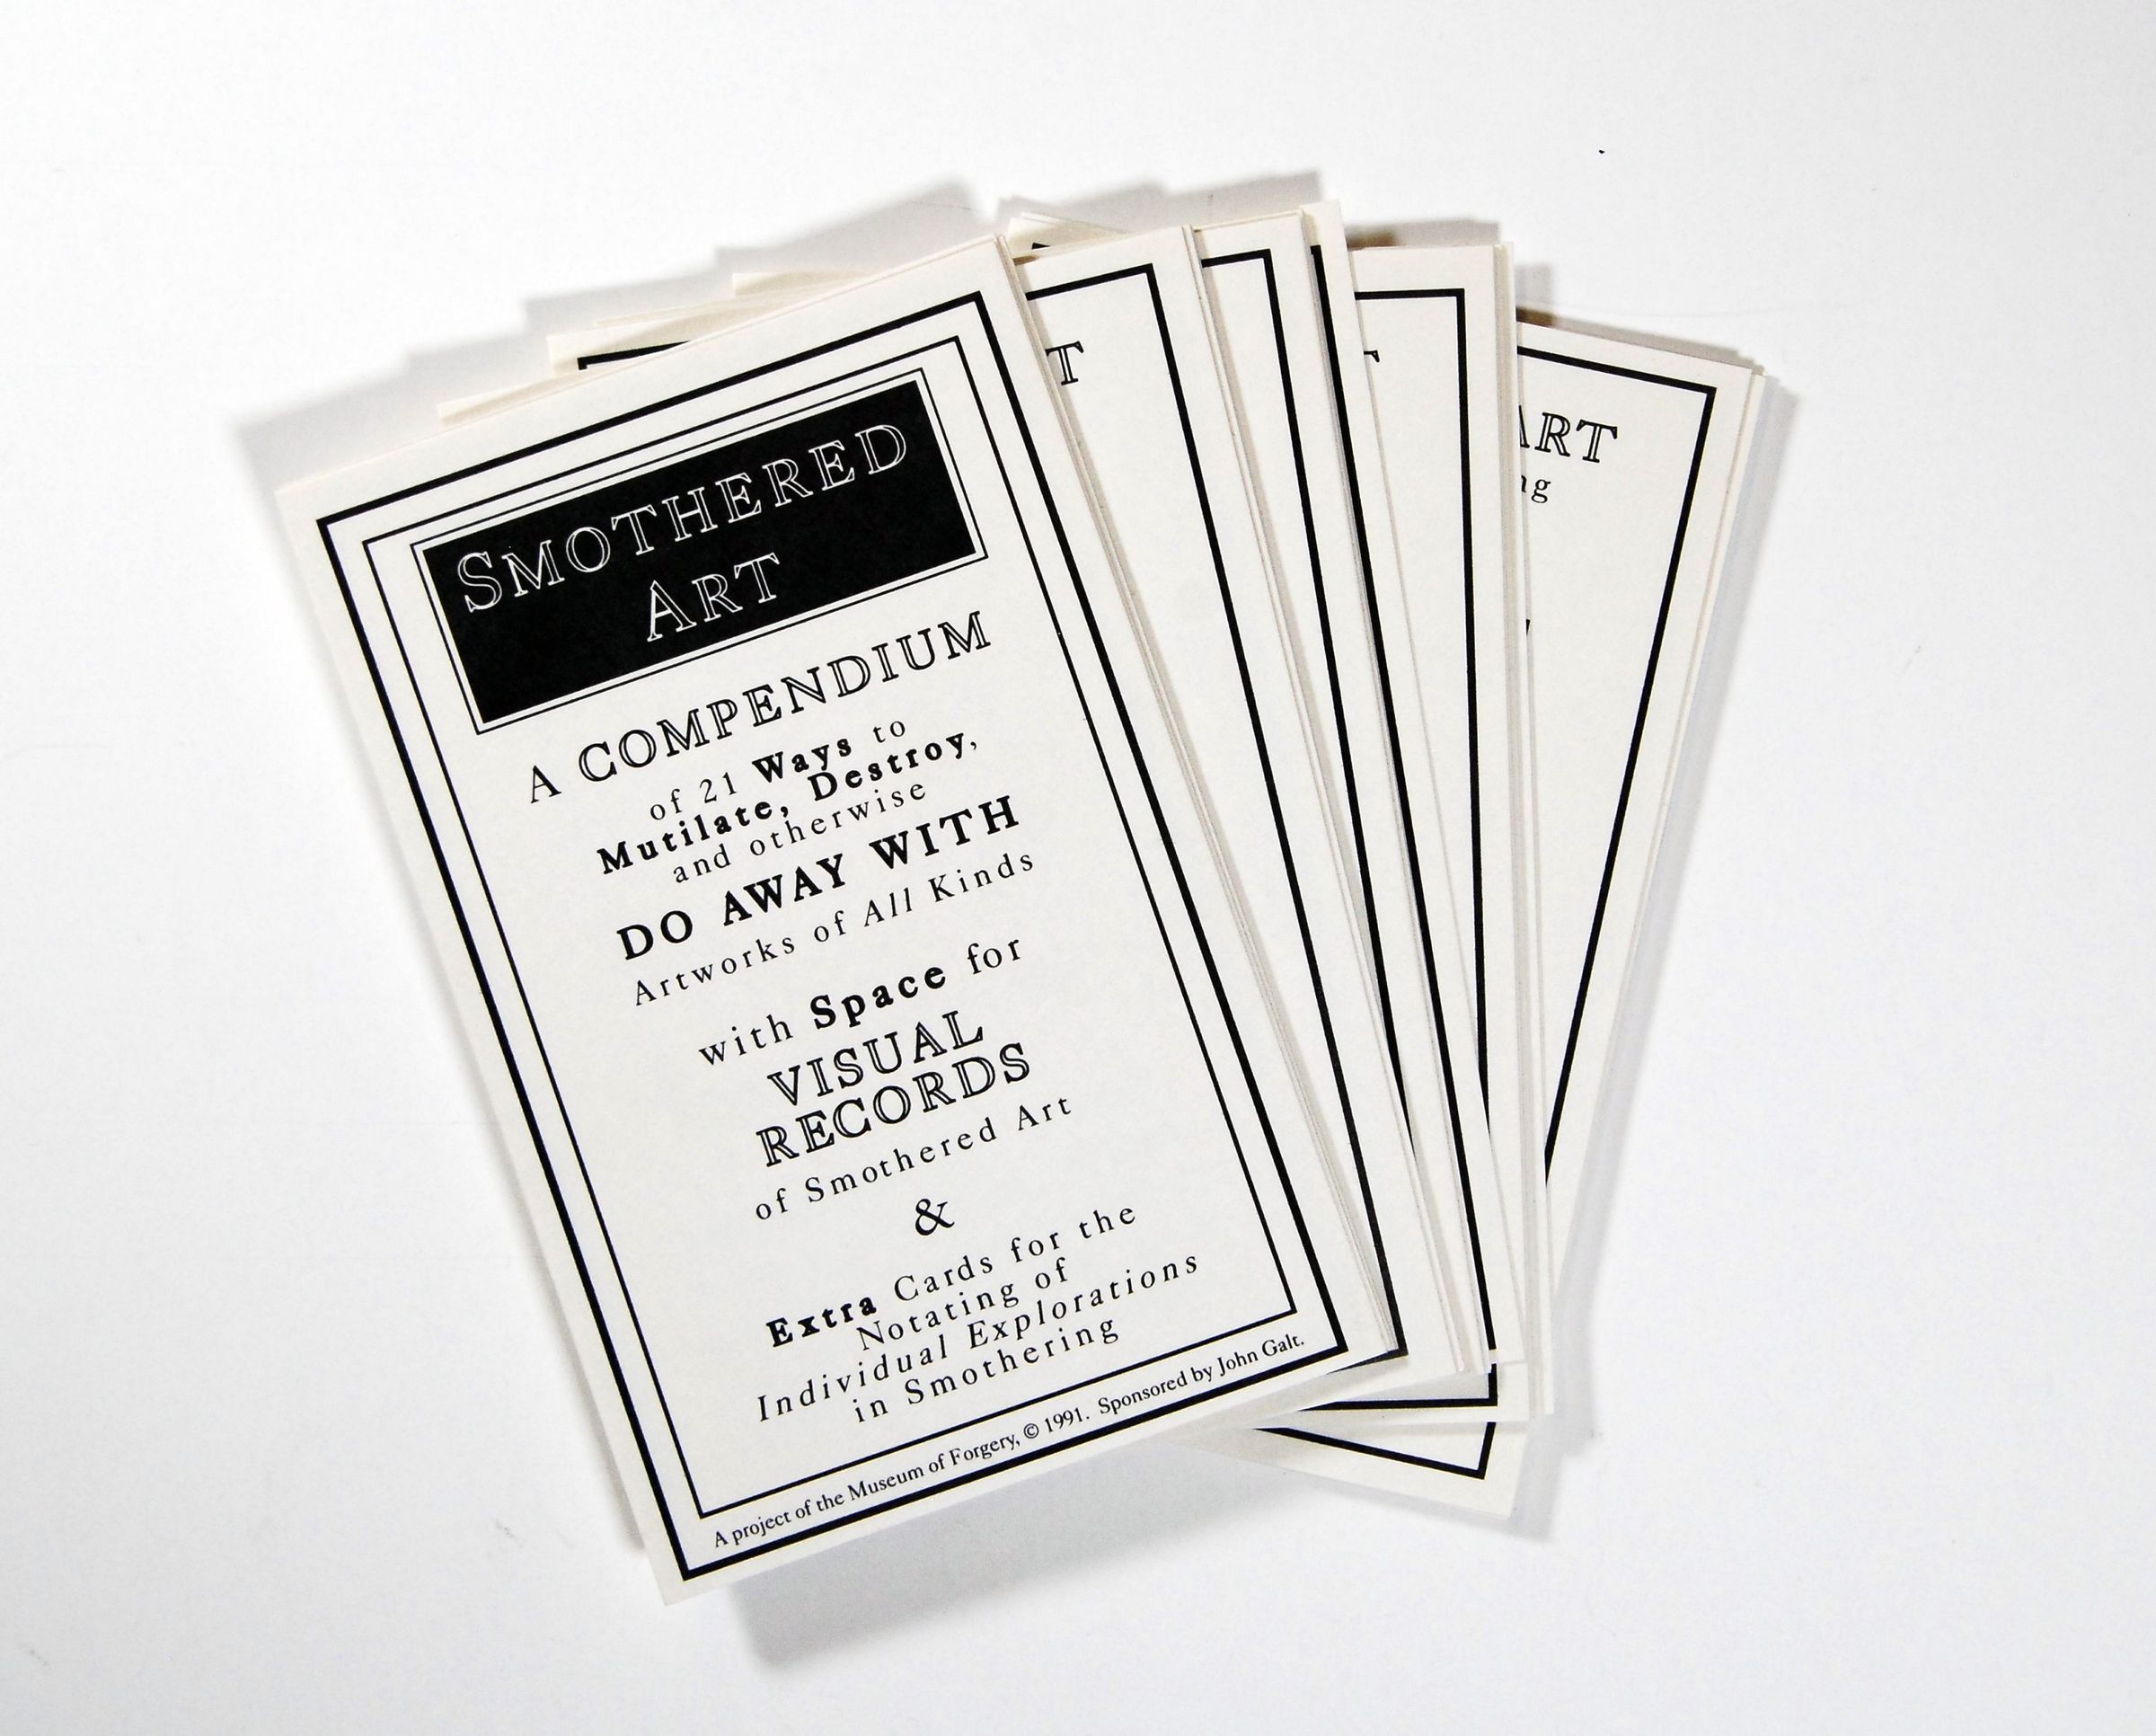 SMOTHERED
ART
A COMPENDIUM
of 21 Ways to
Mutilate, Destroy,
and otherwise
DO AWAY WITH
Artworks of All Kinds
with Space for
VISUAL
RECORDS
of Smothered Art
&
Extra Cards for the
Notating of
Individual Explorations
in Smothering
A project of the Museum of Forgery, © 1991. Sponsored by John Galt.
T
T
ART
ng